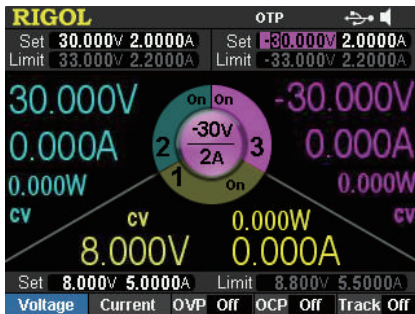 RIGOL OTP
Set 30.000V 2.0000A Set -30.000V 2.0000A
Limit 33.000V 2.2000A Limit -33.000V 2.2000A
30.000V On On -30.000V
-30V
0.000A 2 2A 3 0.000A
0.000W 1 On 0.000W
CV CV 0.000W CV
8.000V 0.000A
Set 8.000V 5.0000A Limit 8.800V 5.5000A
Voltage Current OVP Off OCP Off Track Off